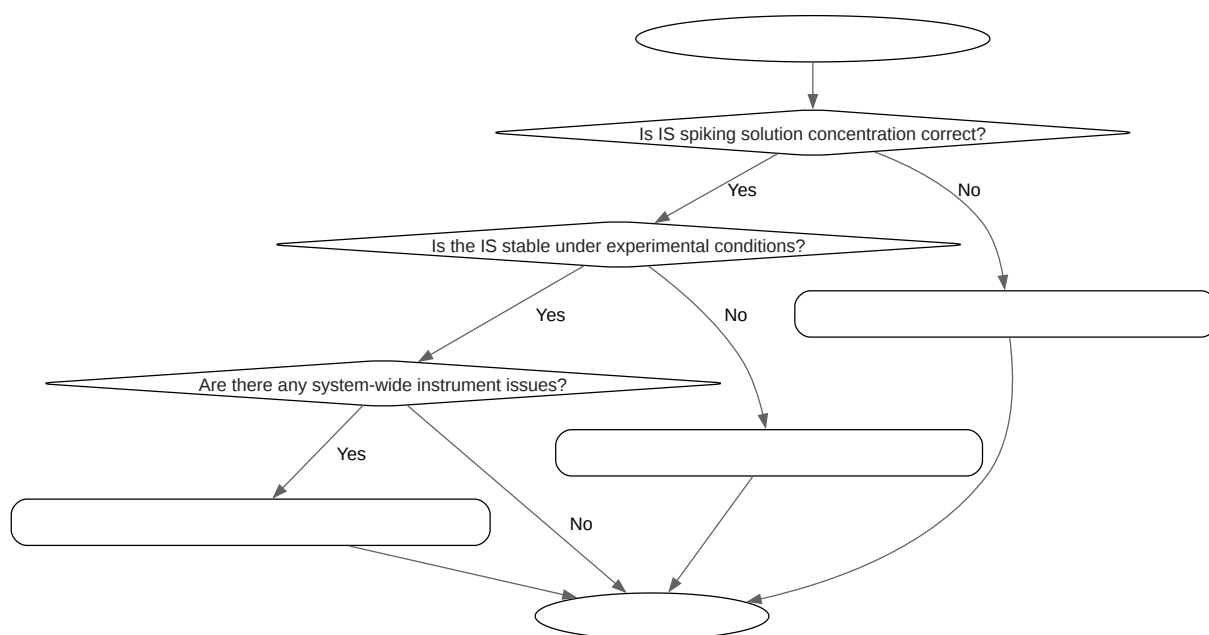 Is IS spiking solution concentration correct?
Yes
No
Is the IS stable under experimental conditions?
Yes
No
Are there any system-wide instrument issues?
Yes
No